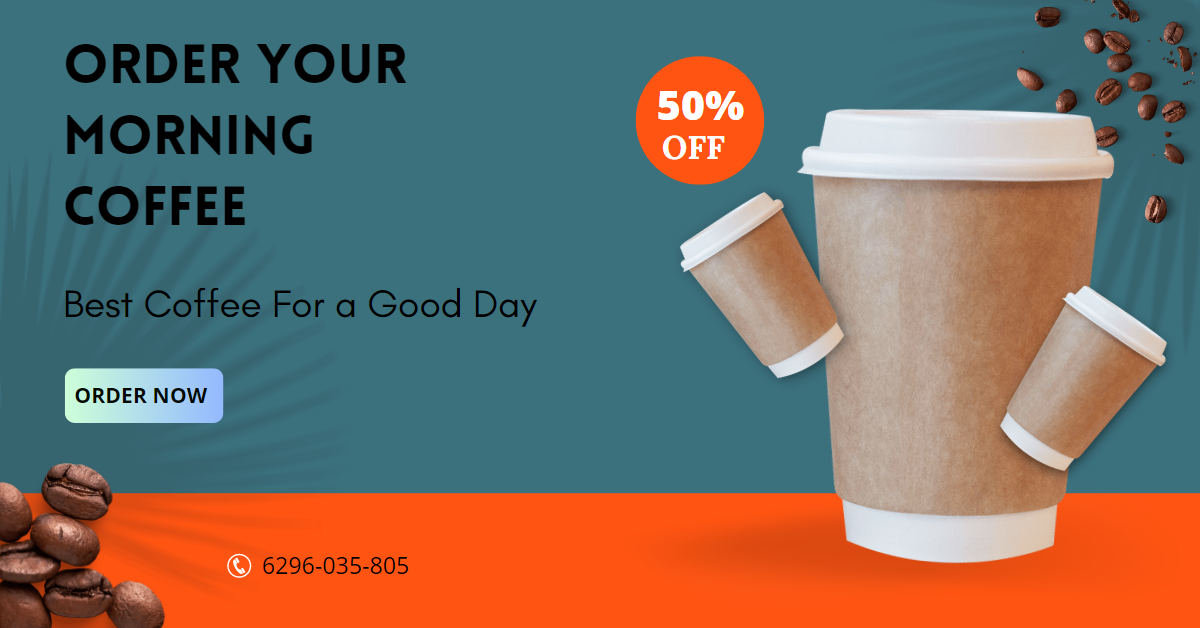 ORDER YOUR
MORNING
COFFEE
Best Coffee For a Good Day
ORDER NOW
50%
OFF
6296-035-805